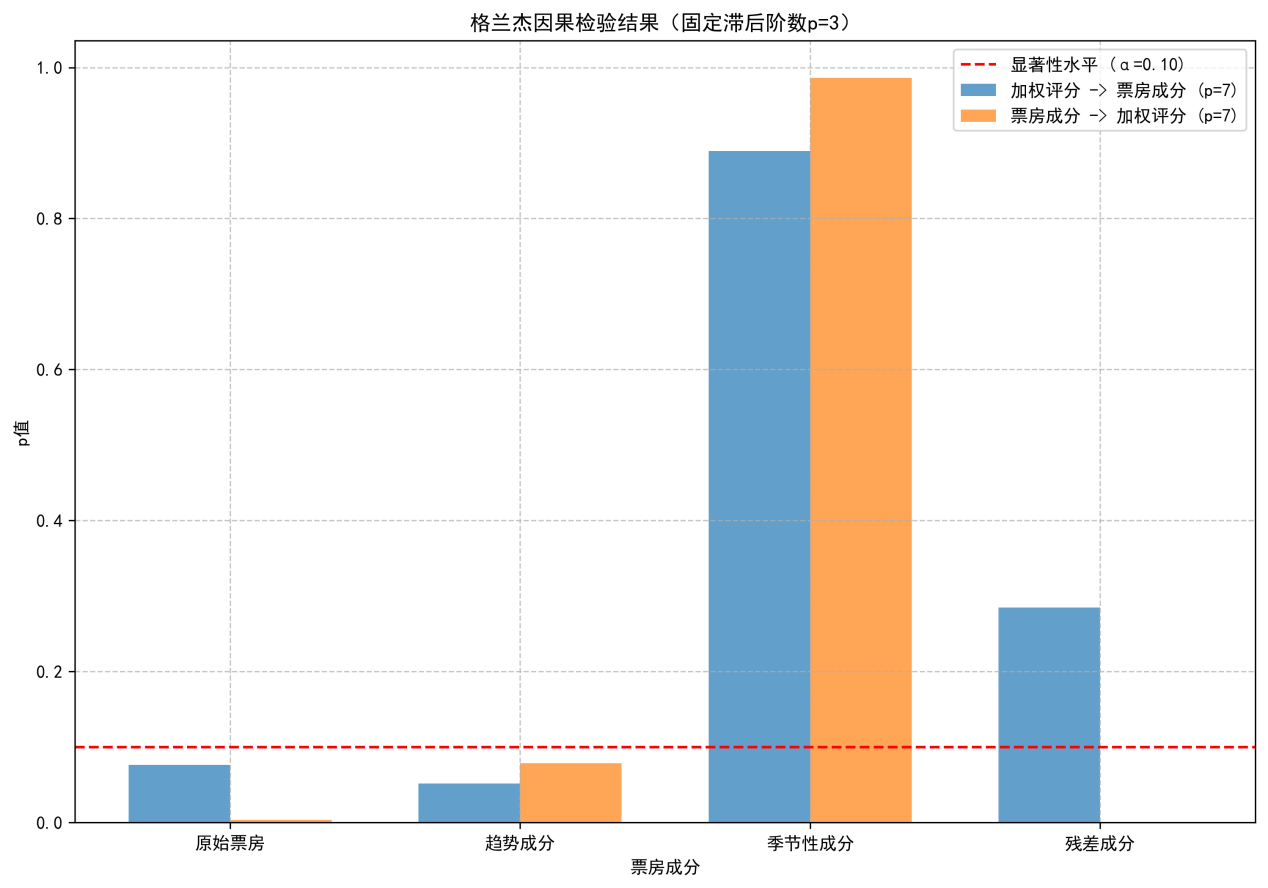 格兰杰因果检验结果（固定滞后阶数p=3）
显著性水平 (α=0.10)
加权评分 -> 票房成分 (p=7)
票房成分 -> 加权评分 (p=7)
1.0
0.8
0.6
0.4
0.2
0.0
p值
原始票房 趋势成分 季节性成分 残差成分
票房成分